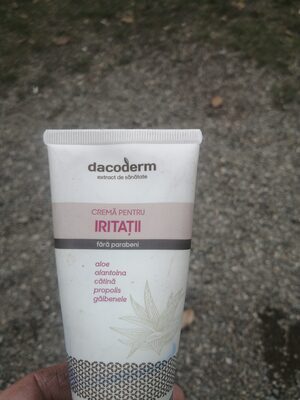 dacoderm
extract de sănătate
CREMĂ PENTRU
IRITAȚII
fără parabeni
aloe
alantoina
cătină
propolis
gălbenele